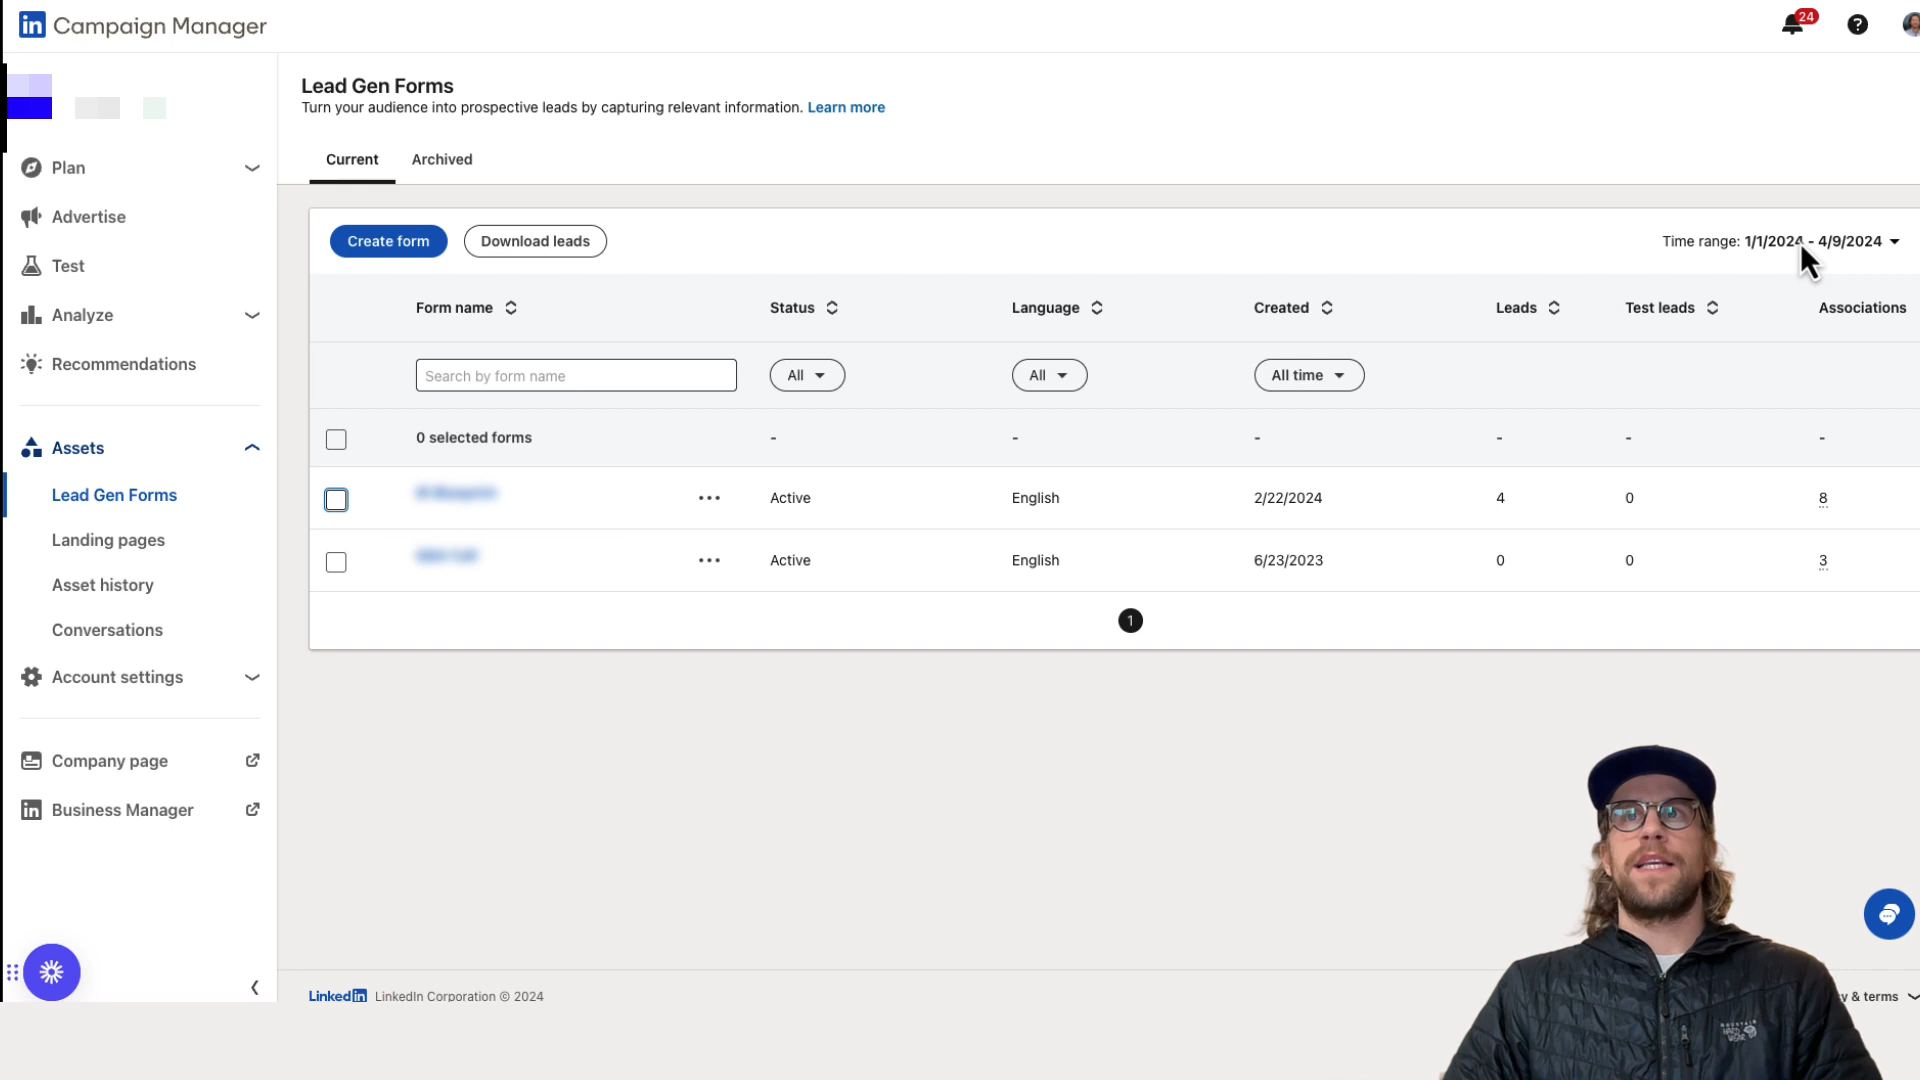 in Campaign Manager
24
Lead Gen Forms
Turn your audience into prospective leads by capturing relevant information. Learn more
Current
Archived
Plan
Advertise
Test
Analyze
Recommendations
Assets
Lead Gen Forms
Landing pages
Asset history
Conversations
Account settings
Company page
Business Manager
Create form
Download leads
Time range: 1/1/2024 - 4/9/2024
Form name Status Language Created Leads Test leads Associations
Search by form name All All All time
0 selected forms - - - - - -
Active English 2/22/2024 4 0 8
Active English 6/23/2023 0 0 3
1
LinkedIn LinkedIn Corporation © 2024
& terms
MOUNTAIN
HARD
WEAR